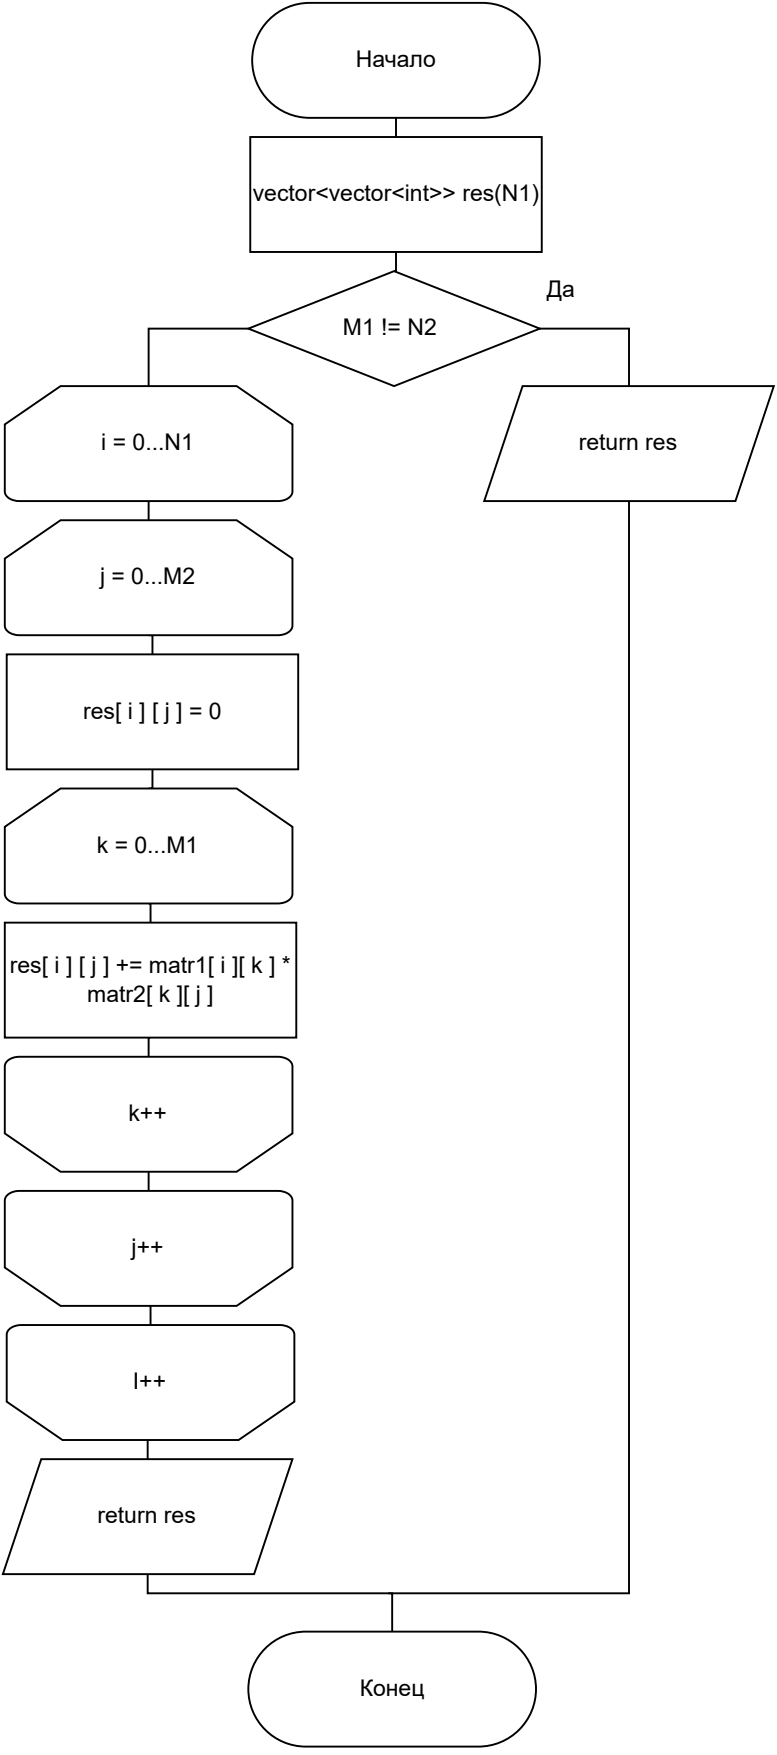 Начало
vector<vector<int>> res(N1)
Да
M1 != N2
i = 0...N1
return res
j = 0...M2
res[ i ] [ j ] = 0
k = 0...M1
res[ i ] [ j ] += matr1[ i ][ k ] *
matr2[ k ][ j ]
k++
j++
I++
return res
Конец